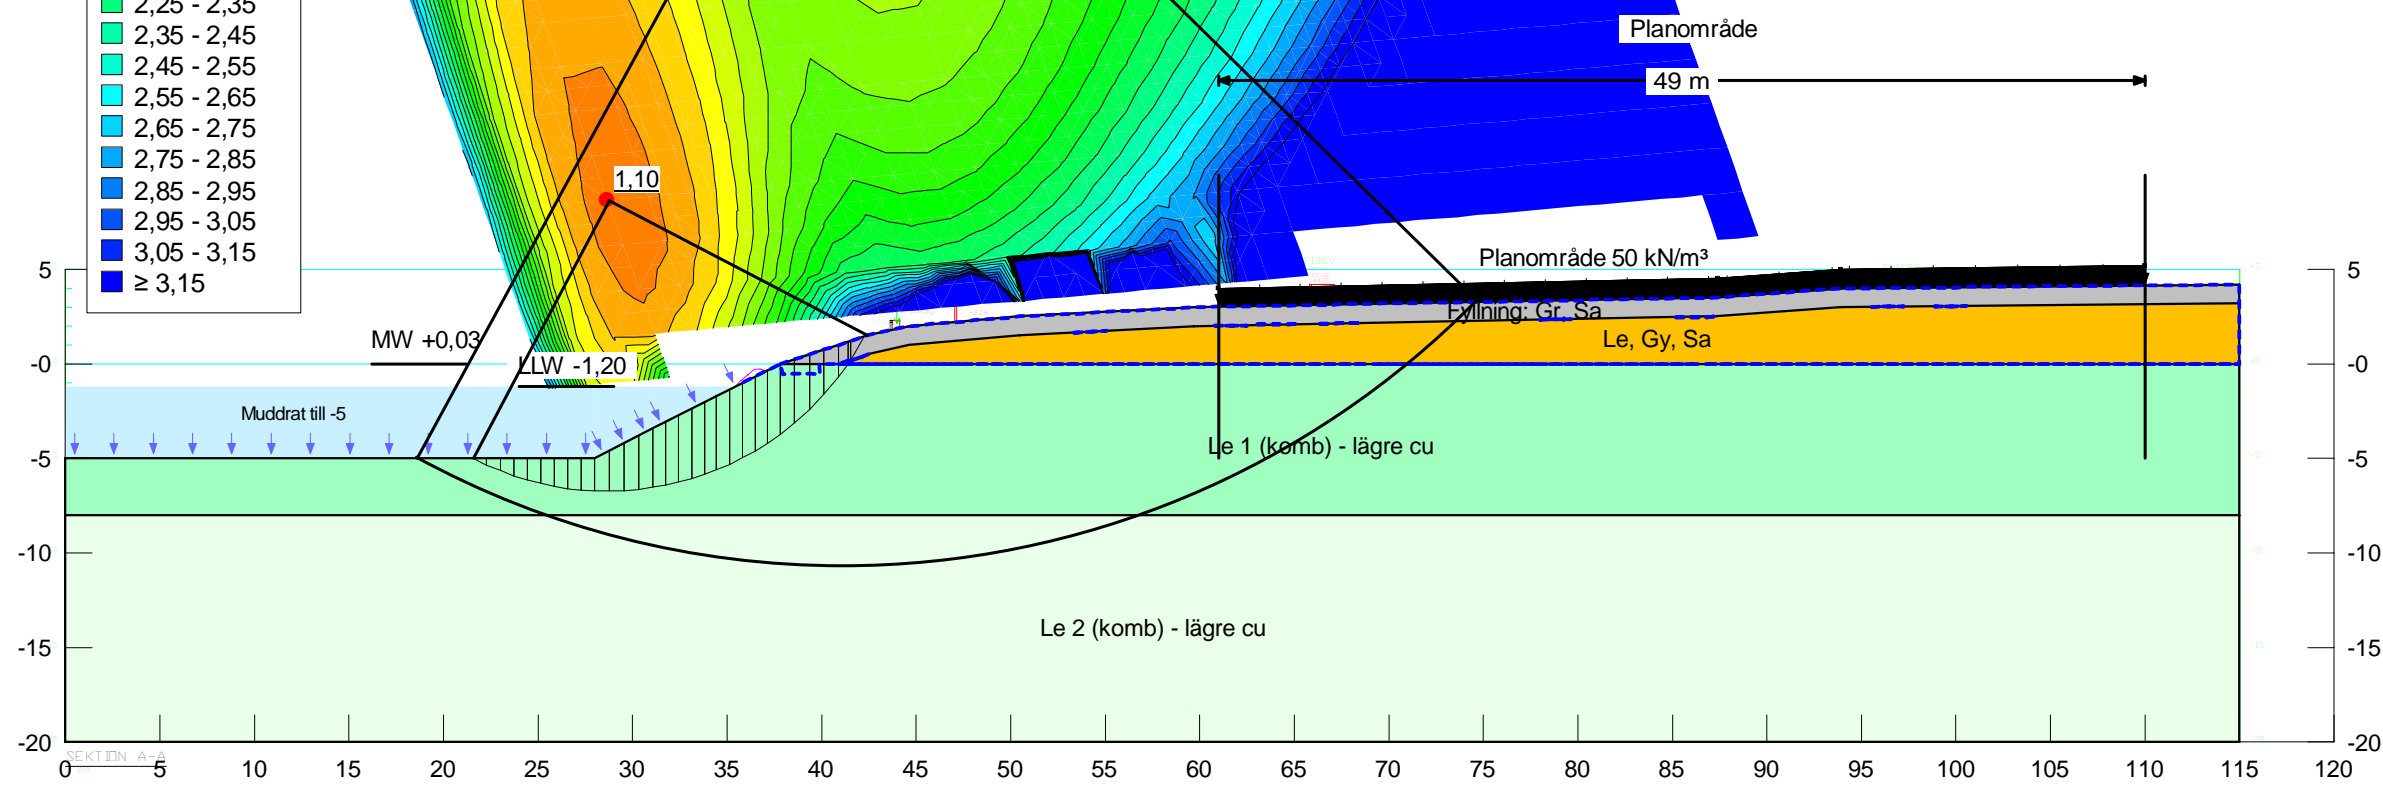 2,25 - 2,35
2,35 - 2,45
2,45 - 2,55
2,55 - 2,65
2,65 - 2,75
2,75 - 2,85
2,85 - 2,95
2,95 - 3,05
3,05 - 3,15
≥ 3,15
Planområde
49 m
1,10
Planområde 50 kN/m³
MW +0,03
LLW -1,20
Fyllning: Gr, Sa
Le, Gy, Sa
Muddrat till -5
Le 1 (komb) - lägre cu
Le 2 (komb) - lägre cu
5
-0
-5
-10
-15
-20
5
-0
-5
-10
-15
-20
SEKTION A-A
0 5 10 15 20 25 30 35 40 45 50 55 60 65 70 75 80 85 90 95 100 105 110 115 120